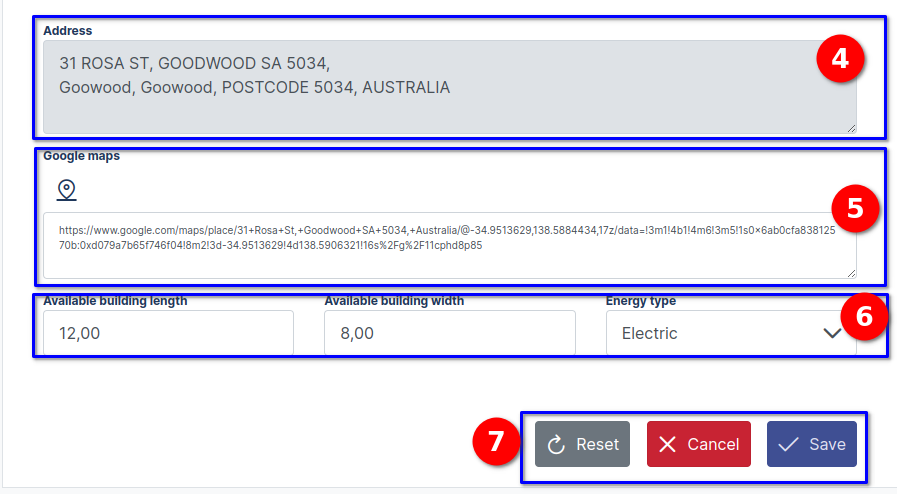 Address
4
31 ROSA ST, GOODWOOD SA 5034,
Goowood, Goowood, POSTCODE 5034, AUSTRALIA
Google maps
5
https://www.google.com/maps/place/31+Rosa+St,+Goodwood+SA+5034,+Australia/@-34.9513629,138.5884434,17z/data=!3m1!4b1!4m6!3m5!1s0×6ab0cfa838125
70b:0xd079a7b65f746f04!8m2!3d-34.9513629!4d138.5906321!16s%2Fg%2F11cphd8p85
Available building length Available building width Energy type
6
12,00 8,00 Electric
7
Reset Cancel Save